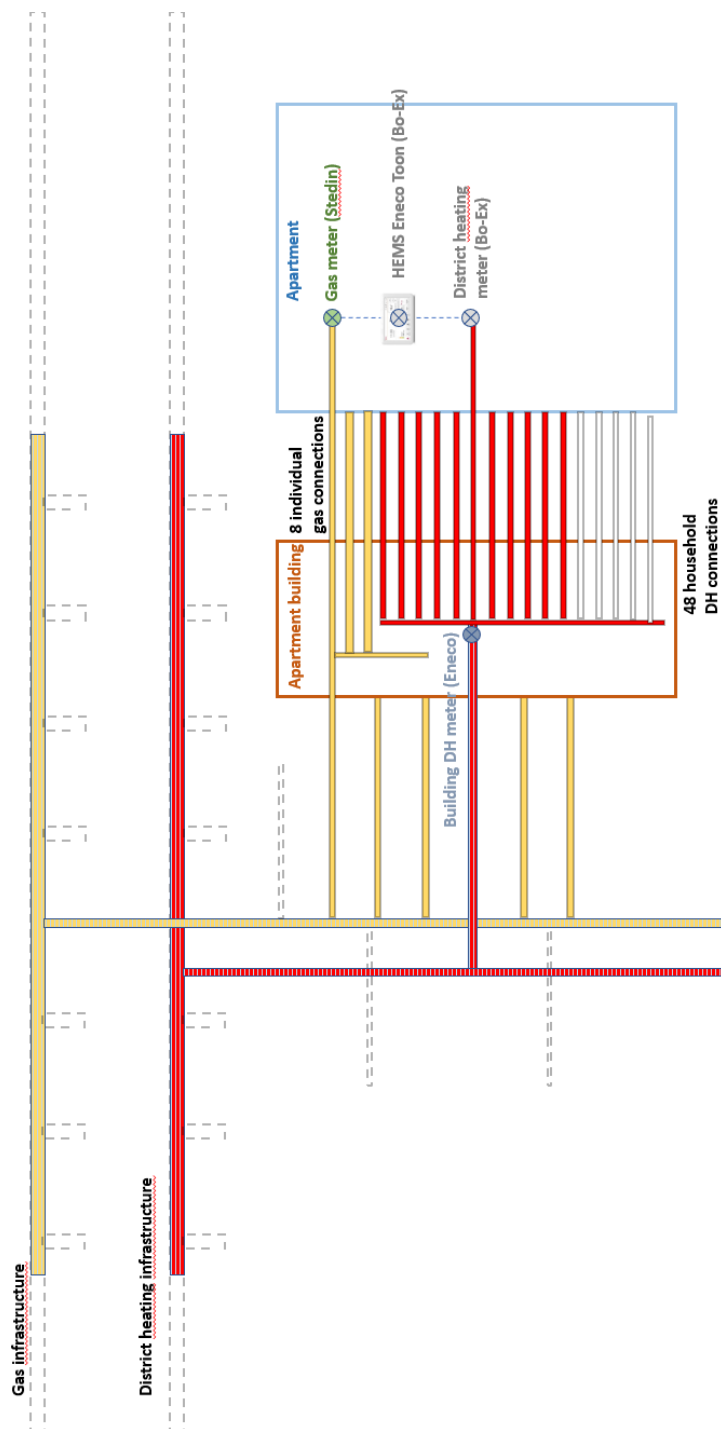 Gas infrastructure
District heating infrastructure
Apartment
Gas meter (Stedin)
HEMS Eneco Toon (Bo-Ex)
District heating
meter (Bo-Ex)
8 individual
gas connections
Apartment building
Building DH meter (Eneco)
48 household
DH connections